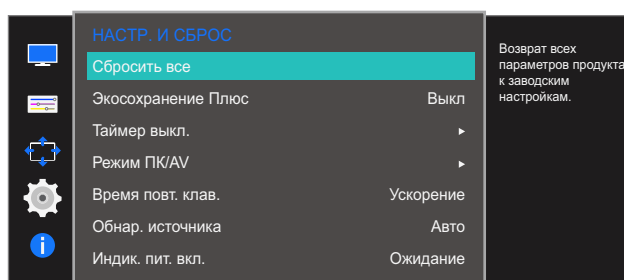 НАСТР. И СБРОС
Сбросить все
Экосохранение Плюс Выкл
Таймер выкл.
Режим ПК/AV
Время повт. клав. Ускорение
Обнар. источника Авто
Индик. пит. вкл. Ожидание
Возврат всех
параметров продукта
к заводским
настройкам.